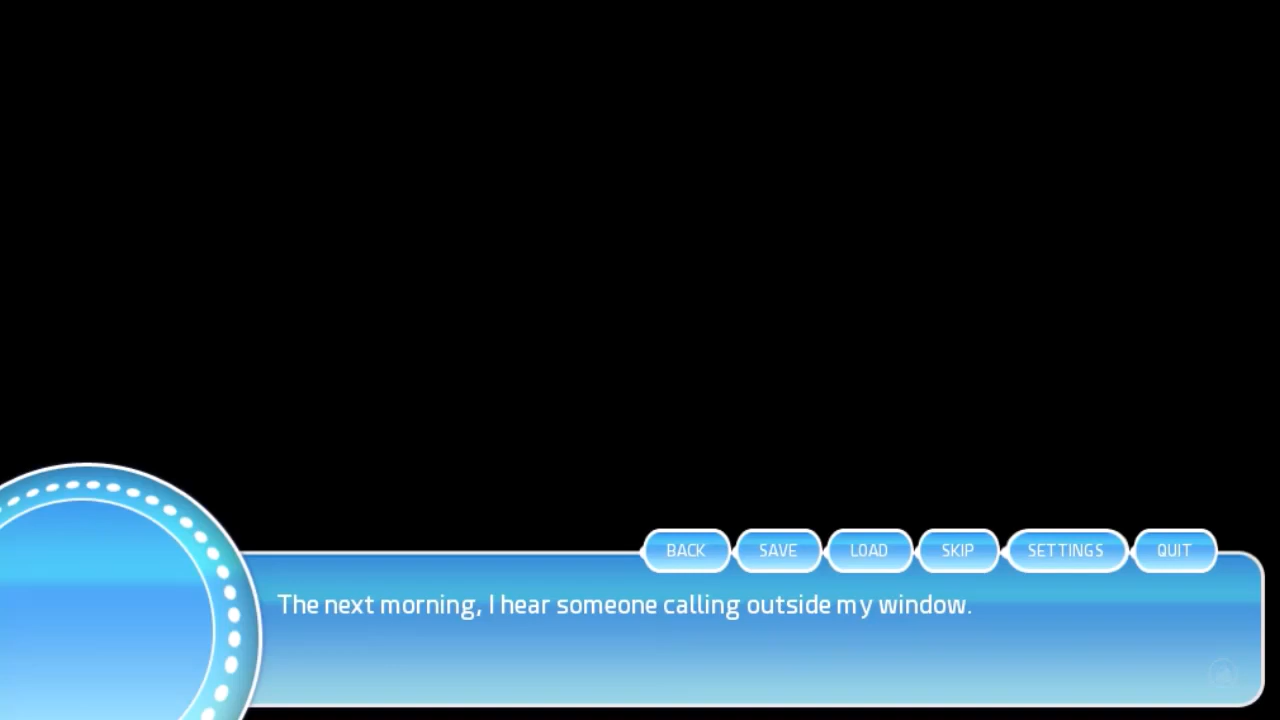 BACK SAVE LOAD SKIP SETTINGS QUIT
The next morning, I hear someone calling outside my window.